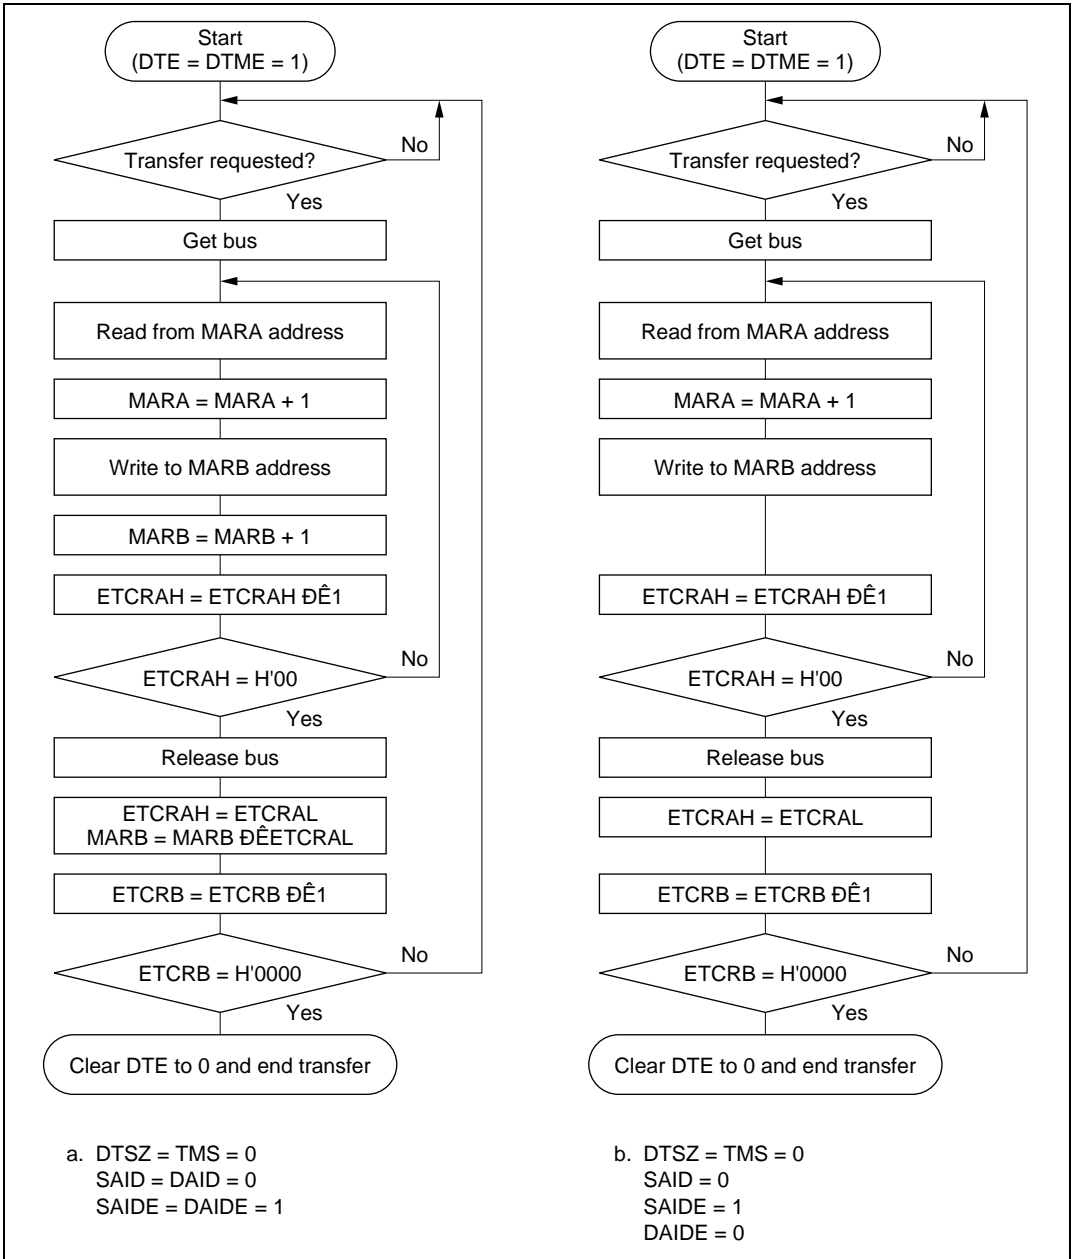 Start
(DTE = DTME = 1)
Transfer requested?
No
Yes
Get bus
Read from MARA address
MARA = MARA + 1
Write to MARB address
MARB = MARB + 1
ETCRAH = ETCRAH ÐÊ1
ETCRAH = H'00
No
Yes
Release bus
ETCRAH = ETCRAL
MARB = MARB ÐÊETCRAL
ETCRB = ETCRB ÐÊ1
ETCRB = H'0000
No
Yes
Clear DTE to 0 and end transfer
a. DTSZ = TMS = 0
SAID = DAID = 0
SAIDE = DAIDE = 1
Start
(DTE = DTME = 1)
Transfer requested?
No
Yes
Get bus
Read from MARA address
MARA = MARA + 1
Write to MARB address
ETCRAH = ETCRAH ÐÊ1
ETCRAH = H'00
No
Yes
Release bus
ETCRAH = ETCRAL
ETCRB = ETCRB ÐÊ1
ETCRB = H'0000
No
Yes
Clear DTE to 0 and end transfer
b. DTSZ = TMS = 0
SAID = 0
SAIDE = 1
DAIDE = 0